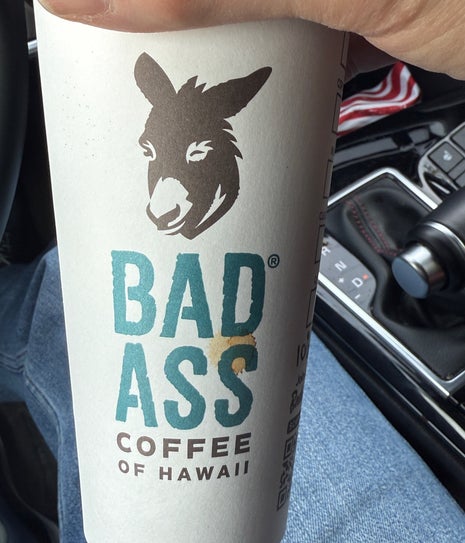 BAD®
ASS
COFFEE
OF HAWAII
N
D